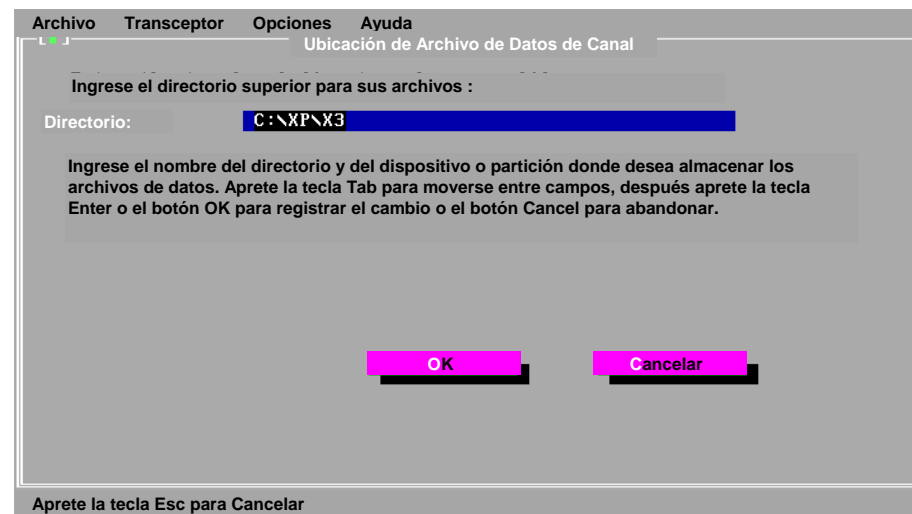 Archivo Transceptor Opciones Ayuda
Ubicación de Archivo de Datos de Canal
Ingrese el directorio superior para sus archivos :
Directorio: C:\XP\X3
Ingrese el nombre del directorio y del dispositivo o partición donde desea almacenar los
archivos de datos. Aprete la tecla Tab para moverse entre campos, después aprete la tecla
Enter o el botón OK para registrar el cambio o el botón Cancel para abandonar.
OK Cancelar
Aprete la tecla Esc para Cancelar